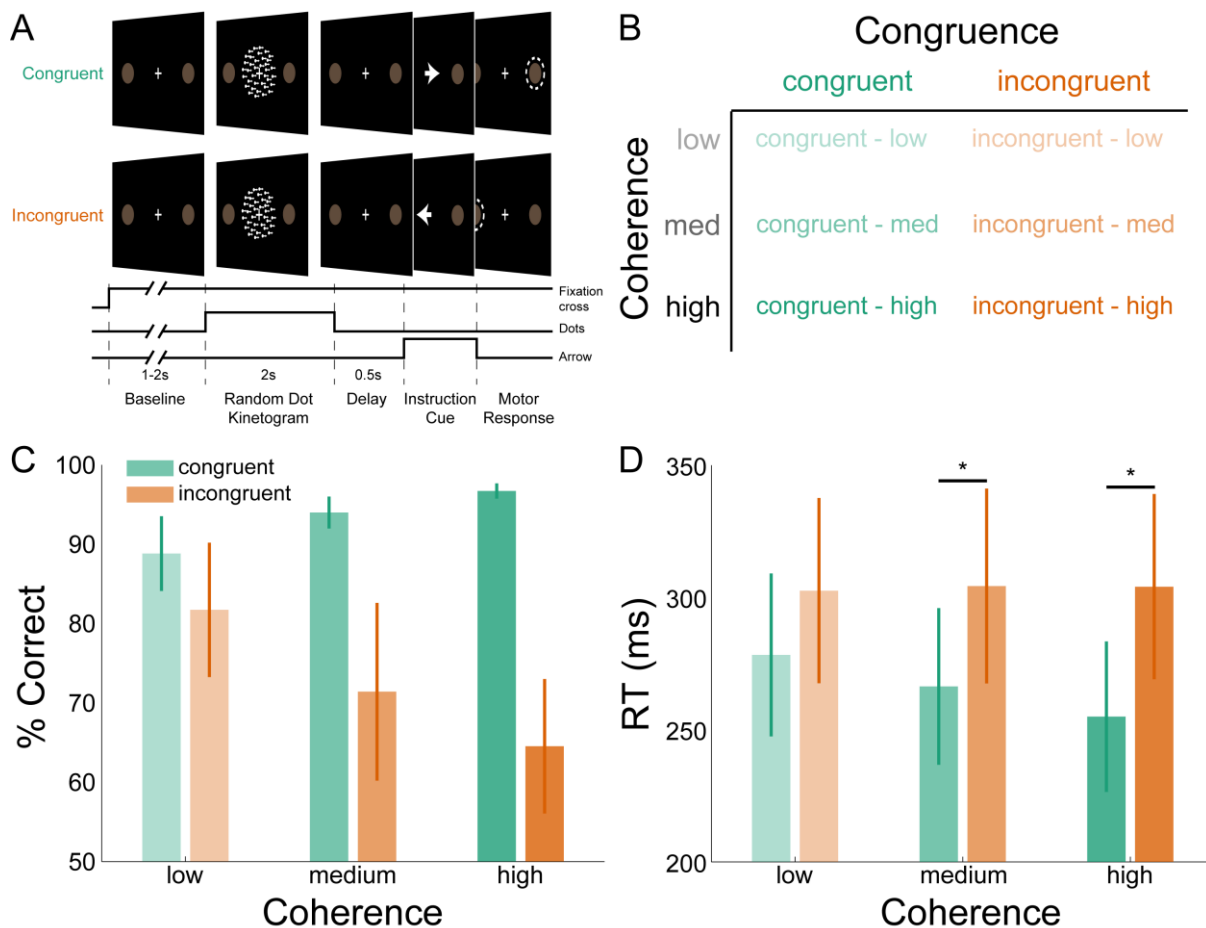 A
Congruent
Incongruent
Fixation
cross
Dots
Arrow
1-2s
2s
0.5s
Baseline
Random Dot
Kinetogram
Delay
Instruction
Cue
Motor
Response
B
Congruence
congruent
incongruent
Coherence
low
congruent - low
incongruent - low
med
congruent - med
incongruent - med
high
congruent - high
incongruent - high
C
congruent
incongruent
% Correct
100
90
80
70
60
50
low
medium
high
Coherence
D
RT (ms)
350
300
250
200
*
*
low
medium
high
Coherence